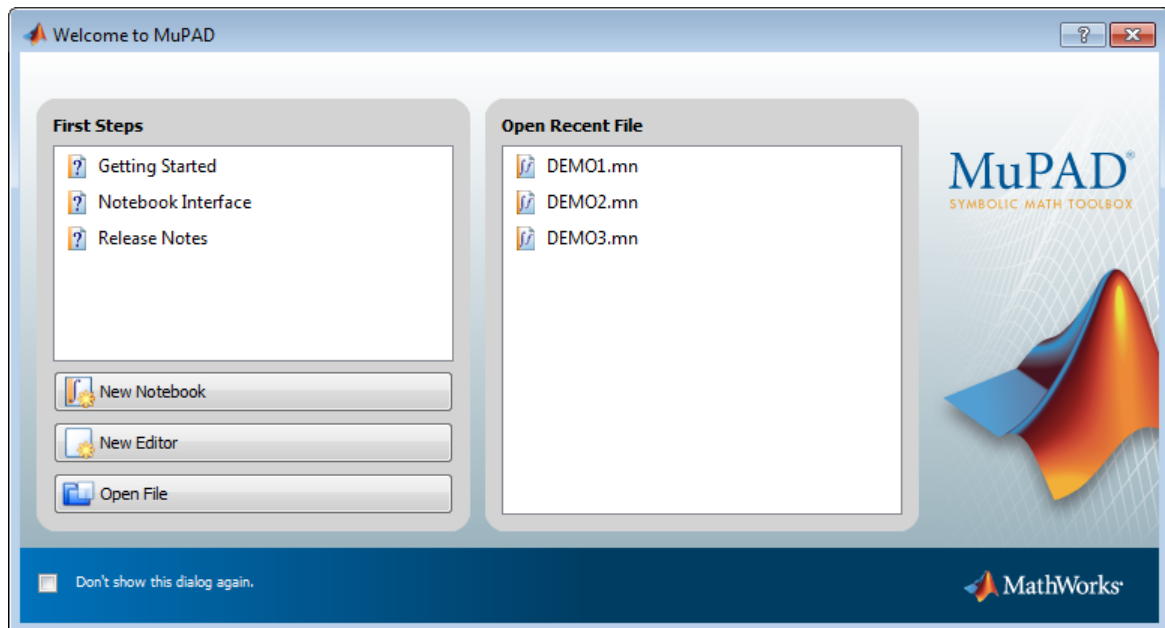 Welcome to MuPAD
First Steps
Getting Started
Notebook Interface
Release Notes
New Notebook
New Editor
Open File
Open Recent File
DEMO1.mn
DEMO2.mn
DEMO3.mn
MuPAD®
SYMBOLIC MATH TOOLBOX
Don't show this dialog again.
MathWorks